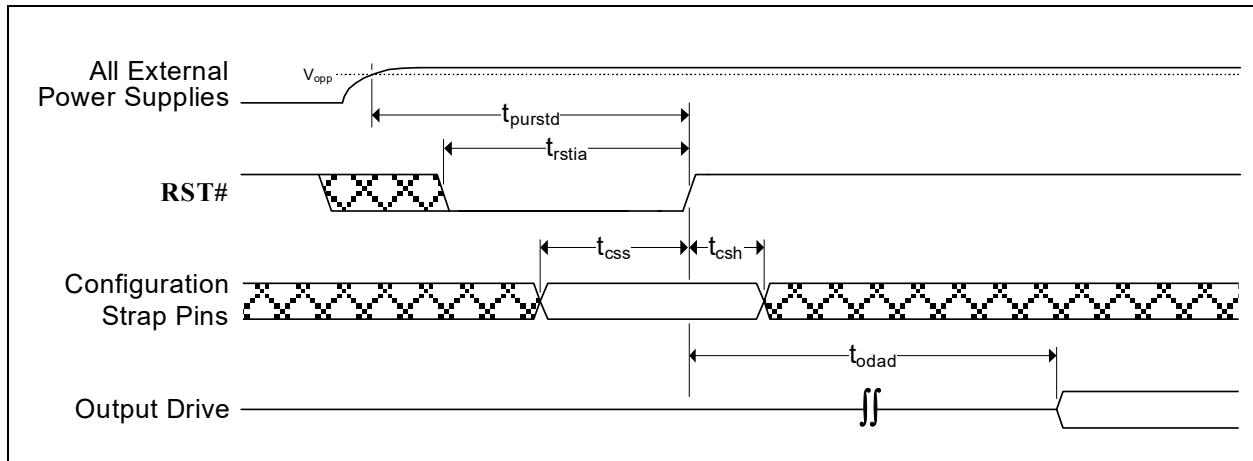 All External
Power Supplies
Vopp
tpurstd
trstia
RST#
tcss
tcsh
Configuration
Strap Pins
todad
Output Drive